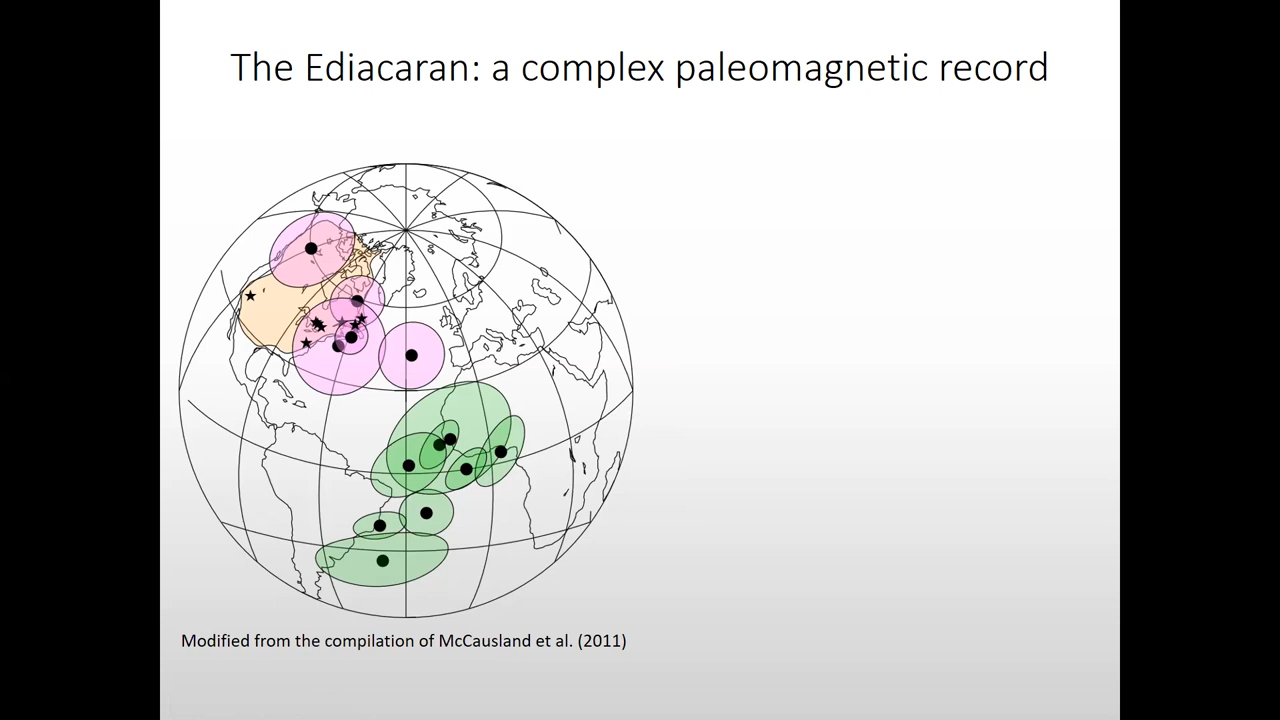 The Ediacaran: a complex paleomagnetic record
Modified from the compilation of McCausland et al. (2011)